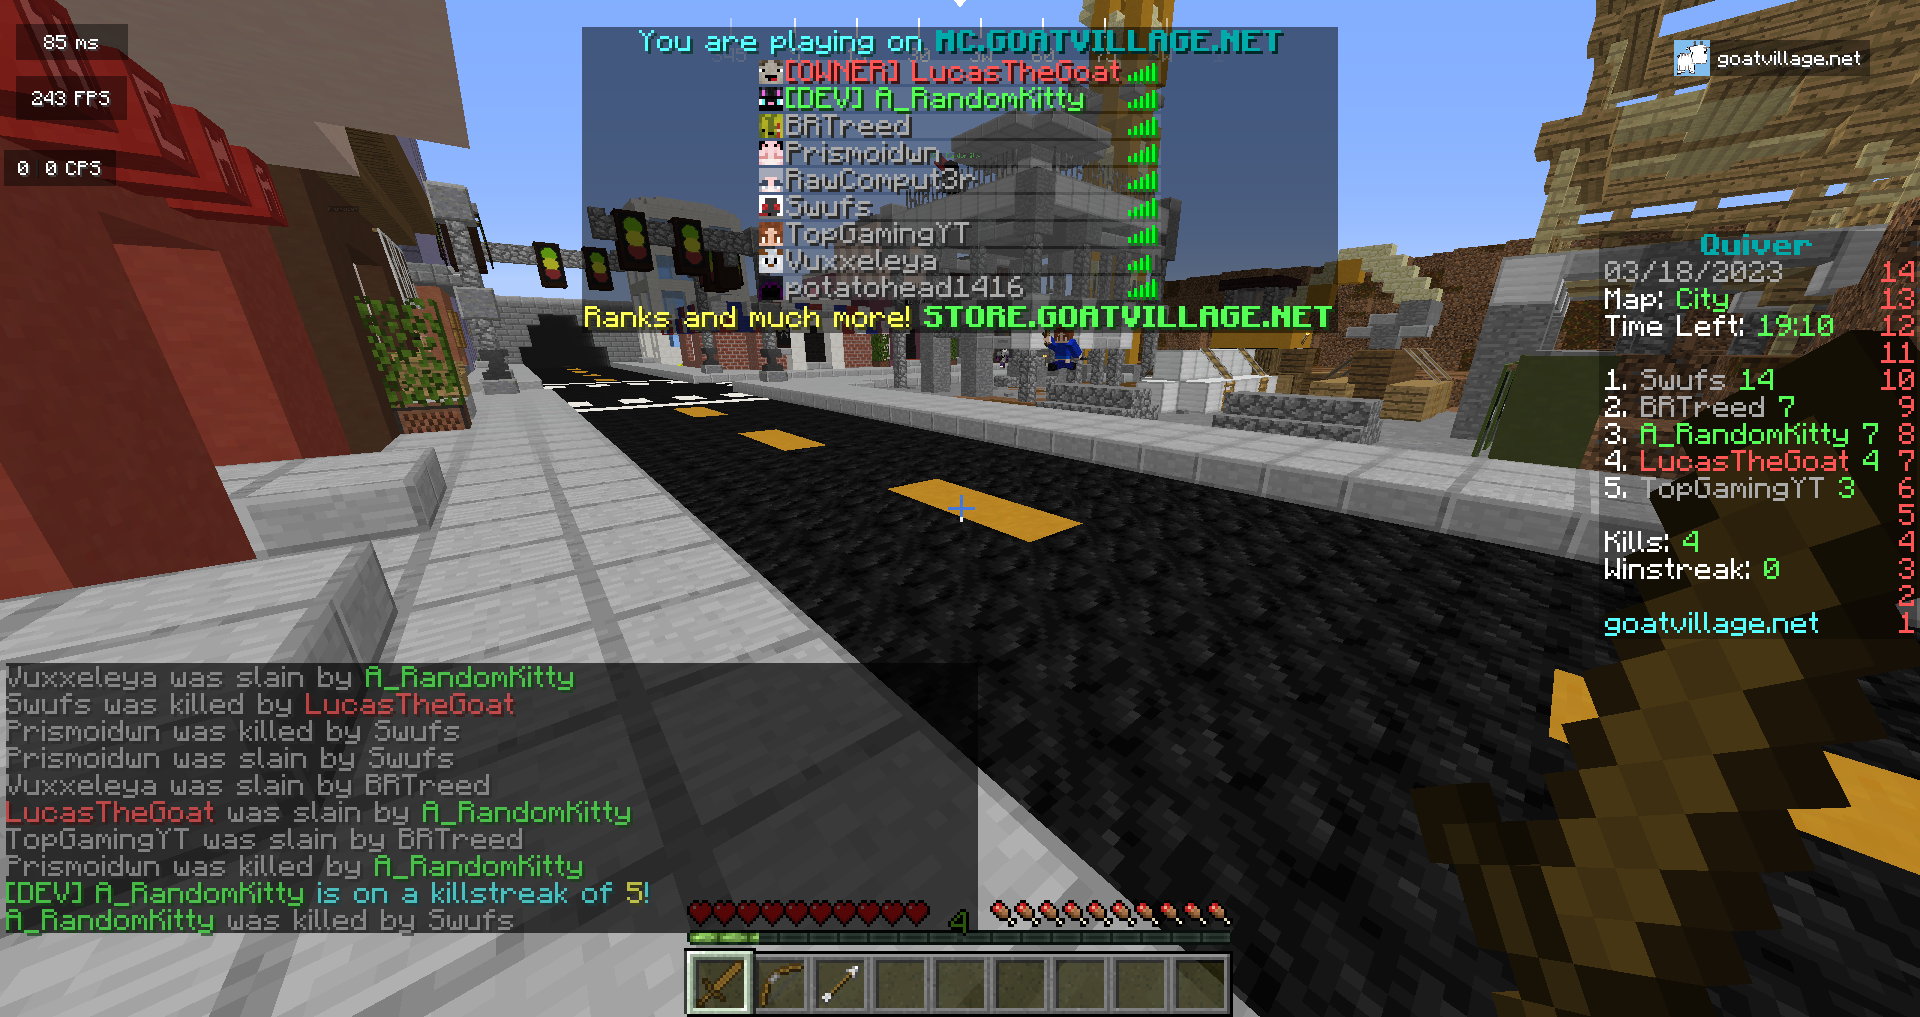 85 ms
243 FPS
0 0 CPS
You are playing on MC.GOATVILLAGE.NET
[OWNER] LucasTheGoat
[DEV] A_RandomKitty
BRTreed
Prismoidwn
RawComput3r
Swufs
TopGamingYT
Vuxxeleya
potatohead1416
Ranks and much more! STORE.GOATVILLAGE.NET
goatvillage.net
Quiver
03/18/2023 14
Map: City 13
Time Left: 19:10 12
11
1. Swufs 14 10
2. BRTreed 7 9
3. A_RandomKitty 7 8
4. LucasTheGoat 4 7
5. TopGamingYT 3 6
5
Kills: 4 4
Winstreak: 0 3
2
goatvillage.net 1
Vuxxeleya was slain by A_RandomKitty
Swufs was killed by LucasTheGoat
Prismoidwn was killed by Swufs
Prismoidwn was slain by Swufs
Vuxxeleya was slain by BRTreed
LucasTheGoat was slain by A_RandomKitty
TopGamingYT was slain by BRTreed
Prismoidwn was killed by A_RandomKitty
[DEV] A_RandomKitty is on a killstreak of 5!
A_RandomKitty was killed by Swufs
4